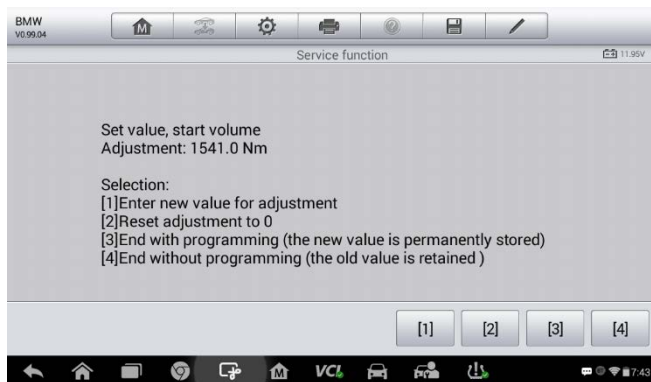 BMW
V0.99.04
M
Service function
11.95V
Set value, start volume
Adjustment: 1541.0 Nm
Selection:
[1]Enter new value for adjustment
[2]Reset adjustment to 0
[3]End with programming (the new value is permanently stored)
[4]End without programming (the old value is retained )
[1] [2] [3] [4]
M VCI 7:43